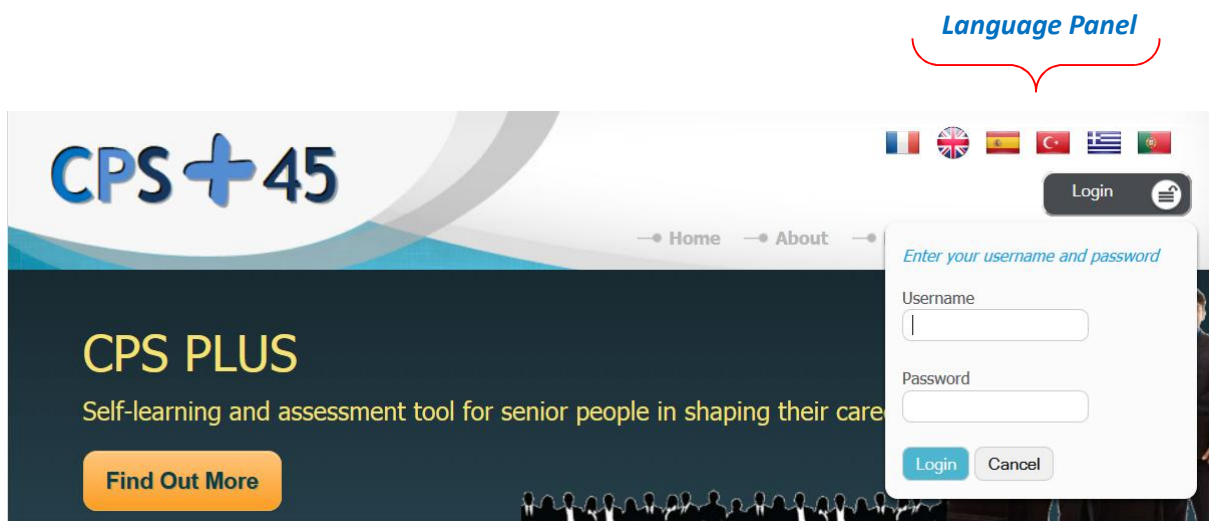 Language Panel
CPS+45
Login
Home About
Enter your username and password
Username
Password
CPS PLUS
Self-learning and assessment tool for senior people in shaping their
Login Cancel
Find Out More